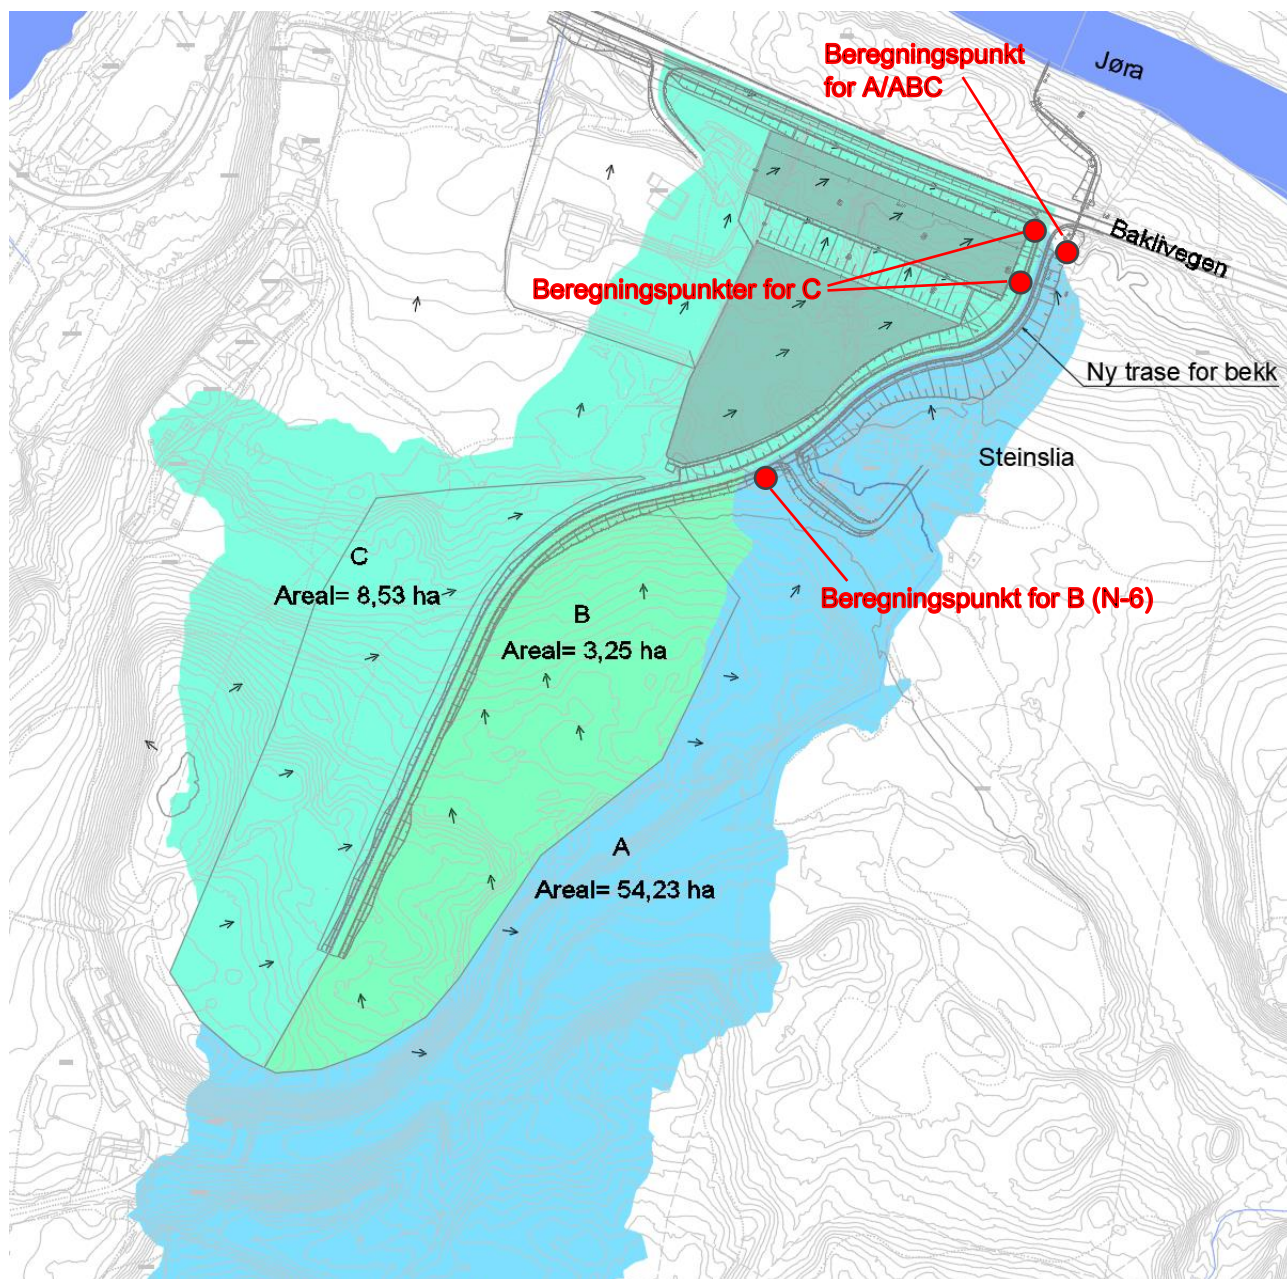 Beregningspunkt
for A/ABC
Jøra
Baklivegen
Beregningspunkter for C
Ny trase for bekk
Steinslia
C
Areal= 8,53 ha
B
Areal= 3,25 ha
Beregningspunkt for B (N-6)
A
Areal= 54,23 ha